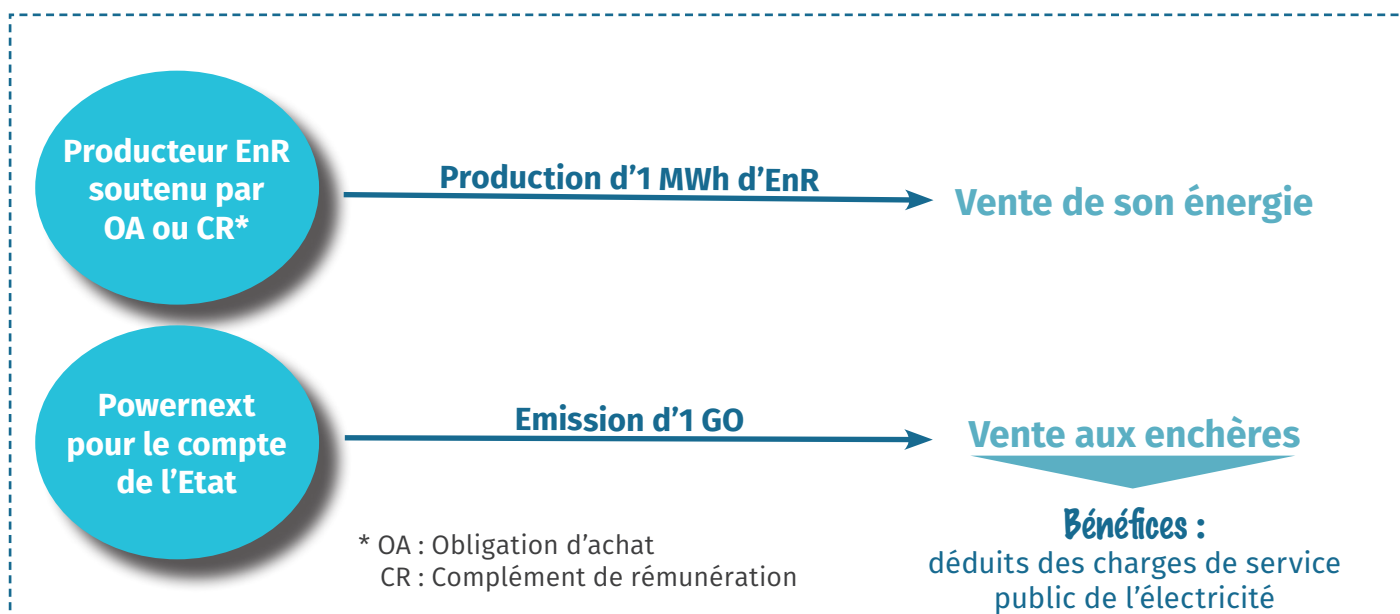 Producteur EnR
soutenu par
OA ou CR*
Production d'1 MWh d'EnR
Vente de son énergie
Powernext
pour le compte
de l'Etat
Emission d'1 GO
Vente aux enchères
Bénéfices :
déduits des charges de service
public de l'électricité
* OA : Obligation d'achat
CR : Complément de rémunération